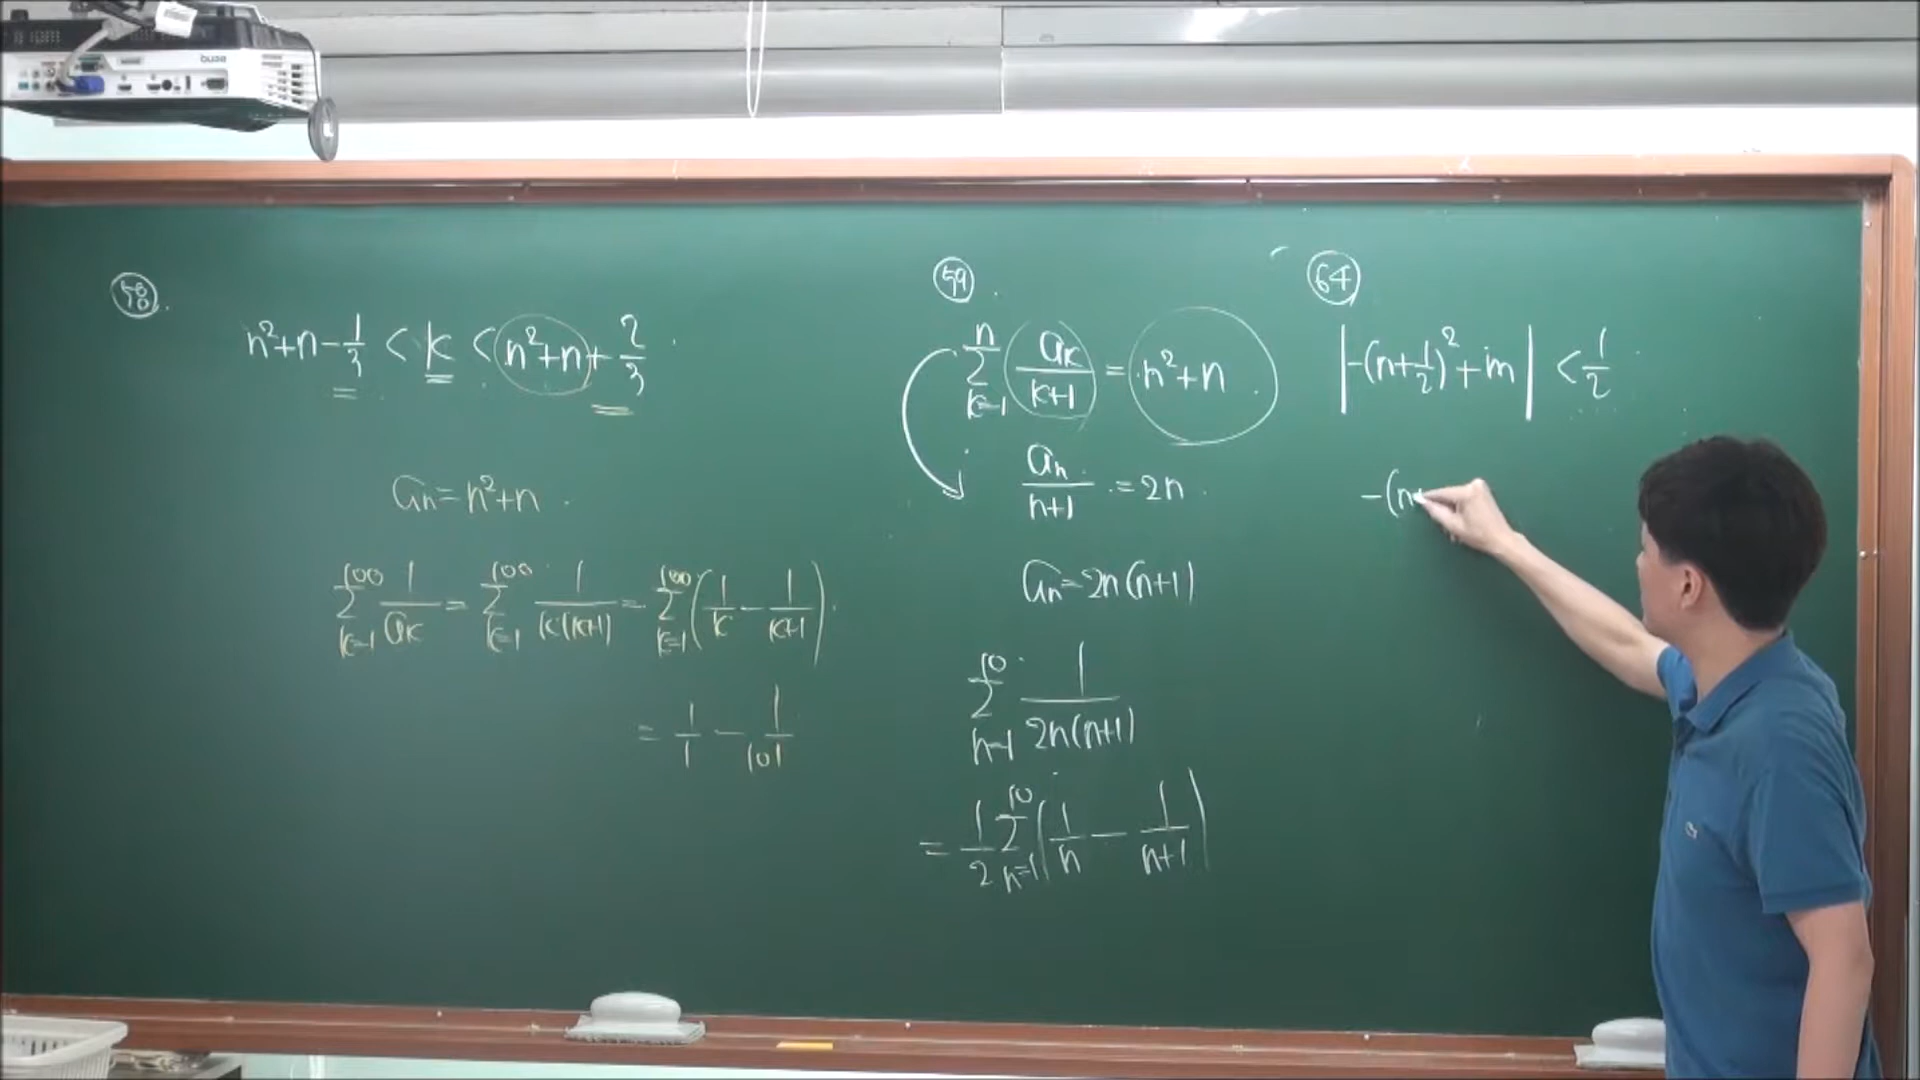 BenQ
58.
n²+n-1/3 < k < n²+n+2/3
aₙ=n²+n
∑_{k=1}^{100} 1/aₖ = ∑_{k=1}^{100} 1/(k(k+1)) = ∑_{k=1}^{100} (1/k - 1/(k+1))
= 1/1 - 1/101
59.
∑_{k=1}^{n} aₖ/(k+1) = n²+n
aₙ/(n+1) = 2n
aₙ=2n(n+1)
∑_{n=1}^{10} 1/(2n(n+1))
= 1/2 ∑_{n=1}^{10} (1/n - 1/(n+1))
64
|-(n+1/2)²+m| < 1/2
-(n+